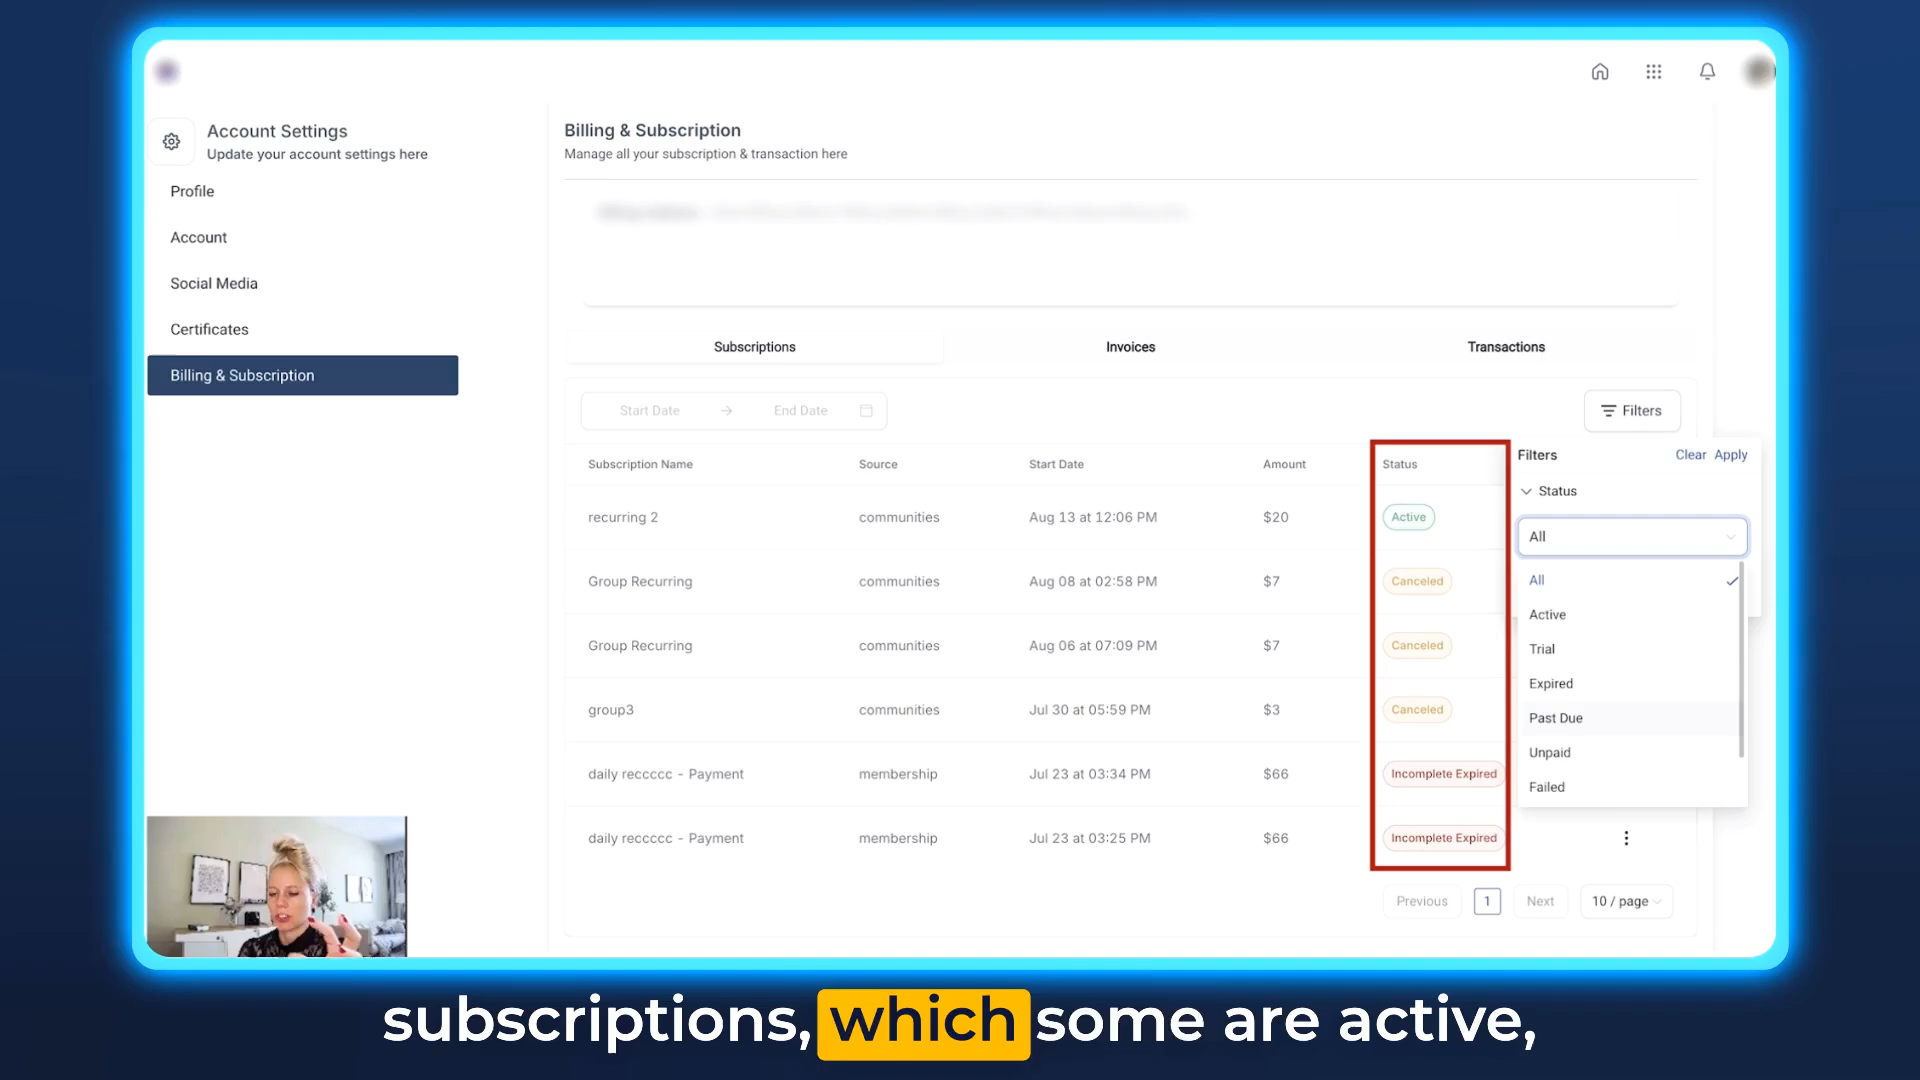 Account Settings
Update your account settings here
Profile
Account
Social Media
Certificates
Billing & Subscription
Billing & Subscription
Manage all your subscription & transaction here
Subscriptions Invoices Transactions
Start Date End Date
Filters
Subscription Name Source Start Date Amount Status
recurring 2 communities Aug 13 at 12:06 PM $20 Active
Group Recurring communities Aug 08 at 02:58 PM $7 Canceled
Group Recurring communities Aug 06 at 07:09 PM $7 Canceled
group3 communities Jul 30 at 05:59 PM $3 Canceled
daily reccccc - Payment membership Jul 23 at 03:34 PM $66 Incomplete Expired
daily reccccc - Payment membership Jul 23 at 03:25 PM $66 Incomplete Expired
Filters Clear Apply
Status
All
All
Active
Trial
Expired
Past Due
Unpaid
Failed
Previous 1 Next 10 / page
subscriptions, which some are active,